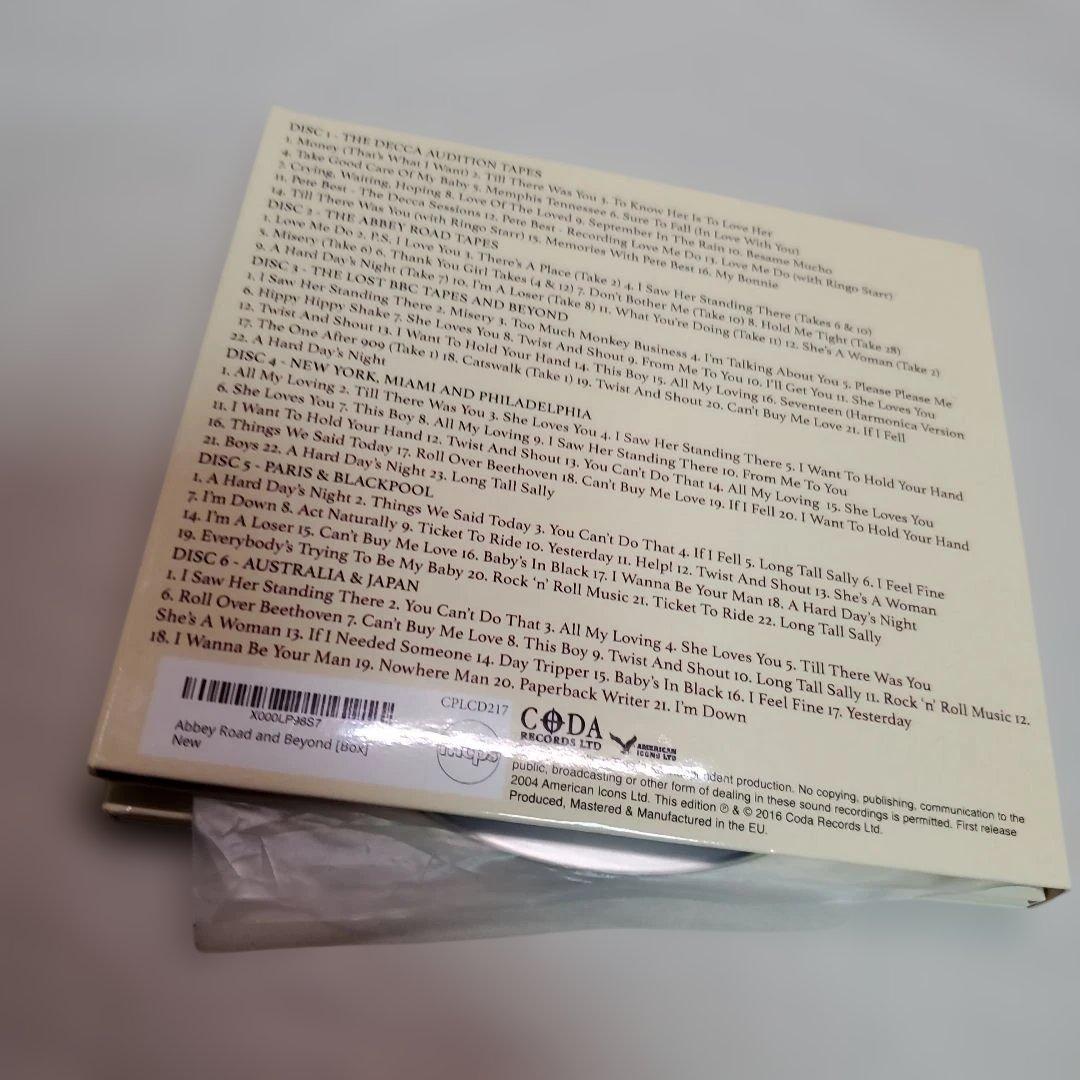 DISC 1 - THE DECCA AUDITION TAPES
1. Money (That's What I Want) 2. Till There Was You 3. To Know Her Is To Love Her
4. Take Good Care Of My Baby 5. Memphis Tennessee 6. Sure To Fall (In Love With You)
7. Crying, Waiting, Hoping 8. Love Of The Loved 9. September In The Rain 10. Besame Mucho
11. Pete Best - The Decca Sessions 12. Pete Best - Recording Love Me Do 13. Love Me Do (with Ringo Starr)
14. Till There Was You (with Ringo Starr) 15. Memories With Pete Best 16. My Bonnie
DISC 2 - THE ABBEY ROAD TAPES
1. Love Me Do 2. P.S. I Love You 3. There's A Place (Take 2) 4. I Saw Her Standing There (Takes 6 & 10)
5. Misery (Take 6) 6. Thank You Girl Takes (4 & 12) 7. Don't Bother Me (Take 10) 8. Hold Me Tight (Take 28)
9. A Hard Day's Night (Take 7) 10. I'm A Loser (Take 8) 11. What You're Doing (Take 11) 12. She's A Woman (Take 2)
DISC 3 - THE LOST BBC TAPES AND BEYOND
1. I Saw Her Standing There 2. Misery 3. Too Much Monkey Business 4. I'm Talking About You 5. Please Please Me
6. Hippy Hippy Shake 7. She Loves You 8. Twist And Shout 9. From Me To You 10. I'll Get You 11. She Loves You
12. Twist And Shout 13. I Want To Hold Your Hand 14. This Boy 15. All My Loving 16. Seventeen (Harmonica Version
17. The One After 909 (Take 1) 18. Catswalk (Take 1) 19. Twist And Shout 20. Can't Buy Me Love 21. If I Fell
22. A Hard Day's Night
DISC 4 - NEW YORK, MIAMI AND PHILADELPHIA
1. All My Loving 2. Till There Was You 3. She Loves You 4. I Saw Her Standing There 5. I Want To Hold Your Hand
6. She Loves You 7. This Boy 8. All My Loving 9. I Saw Her Standing There 10. From Me To You
11. I Want To Hold Your Hand 12. Twist And Shout 13. You Can't Do That 14. All My Loving 15. She Loves You
16. Things We Said Today 17. Roll Over Beethoven 18. Can't Buy Me Love 19. If I Fell 20. I Want To Hold Your Hand
21. Boys 22. A Hard Day's Night 23. Long Tall Sally
DISC 5 - PARIS & BLACKPOOL
1. A Hard Day's Night 2. Things We Said Today 3. You Can't Do That 4. If I Fell 5. Long Tall Sally 6. I Feel Fine
7. I'm Down 8. Act Naturally 9. Ticket To Ride 10. Yesterday 11. Help! 12. Twist And Shout 13. She's A Woman
14. I'm A Loser 15. Can't Buy Me Love 16. Baby's In Black 17. I Wanna Be Your Man 18. A Hard Day's Night
19. Everybody's Trying To Be My Baby 20. Rock 'n' Roll Music 21. Ticket To Ride 22. Long Tall Sally
DISC 6 - AUSTRALIA & JAPAN
1. I Saw Her Standing There 2. You Can't Do That 3. All My Loving 4. She Loves You 5. Till There Was You
6. Roll Over Beethoven 7. Can't Buy Me Love 8. This Boy 9. Twist And Shout 10. Long Tall Sally 11. Rock 'n' Roll Music 12.
She's A Woman 13. If I Needed Someone 14. Day Tripper 15. Baby's In Black 16. I Feel Fine 17. Yesterday
18. I Wanna Be Your Man 19. Nowhere Man 20. Paperback Writer 21. I'm Down
CPLCD217
CODA
RECORDS LTD
AMERICAN
ICONS LTD
Abbey Road and Beyond [Box]
New
mcps
production. No copying, publishing, communication to the
public, broadcasting or other form of dealing in these sound recordings is permitted. First release
2004 American Icons Ltd. This edition ℗ & © 2016 Coda Records Ltd.
Produced, Mastered & Manufactured in the EU.